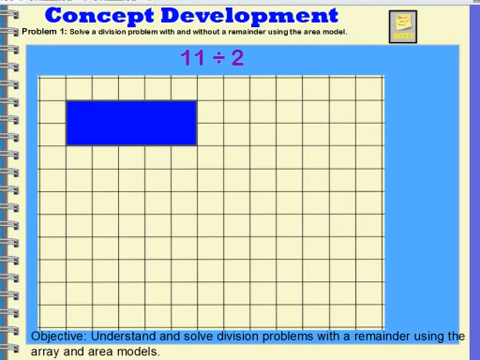 Concept Development
Problem 1: Solve a division problem with and without a remainder using the area model.
NOTES
11 ÷ 2
Objective: Understand and solve division problems with a remainder using the
array and area models.